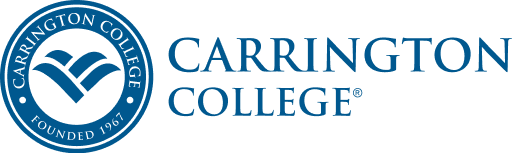 CARRINGTON COLLEGE
· FOUNDED 1967 ·
CARRINGTON
COLLEGE®